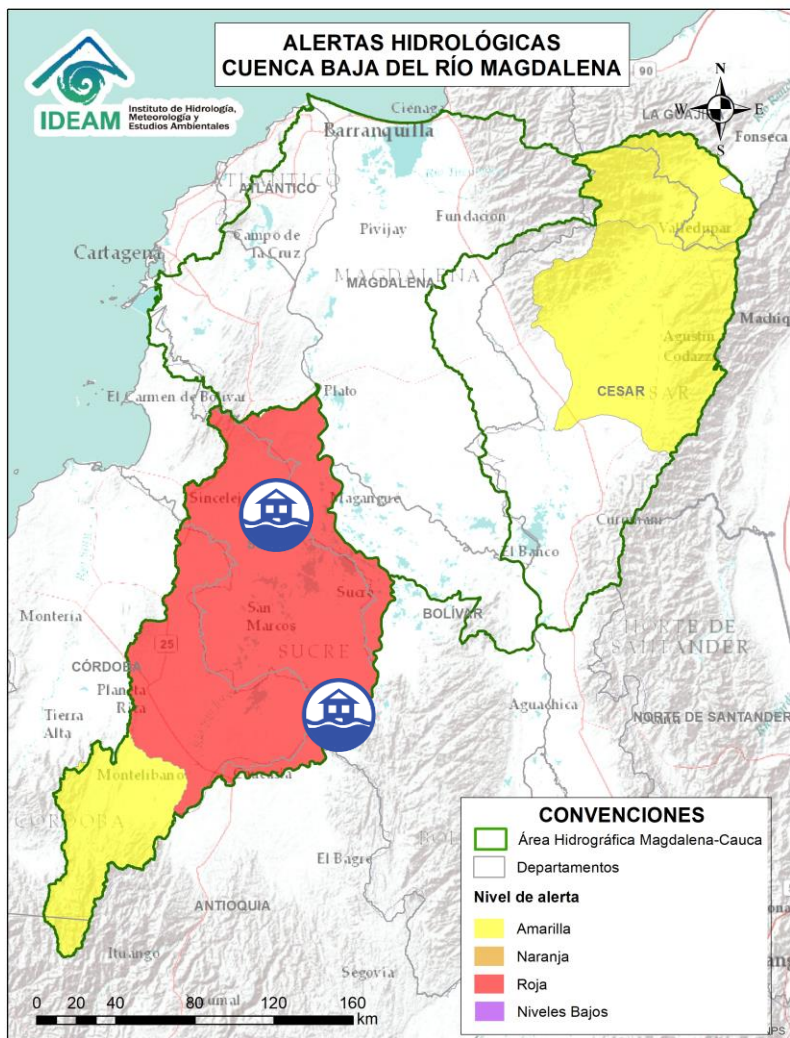 ALERTAS HIDROLÓGICAS
CUENCA BAJA DEL RÍO MAGDALENA
IDEAM
Instituto de Hidrología,
Meteorología y
Estudios Ambientales
N
W
E
S
90
LA GUAJIRA
Fonseca
Ciénaga
Barranquilla
ATLÁNTICO
ATLÁNTICO
Fundación
Pivijay
Valledupar
Campo de
la Cruz
Cartagena
MAGDALENA
MAGDALENA
Machiq
Agustín
Codazzi
CESAR
El Carmen de Bolívar
Plato
Sincelejo
Magangue
Curumaní
El Banco
Sucre
San
Marcos
BOLÍVAR
Montería
SUCRE
NORTE DE
SANTANDER
25
CÓRDOBA
Planeta
Rica
Aguachica
Tierra
Alta
NORTE DE SANTANDER
Montelíbano
Caucasia
CÓRDOBA
El Bagre
ANTIOQUIA
Ituango
Segovia
CONVENCIONES
Área Hidrográfica Magdalena-Cauca
Departamentos
Nivel de alerta
Amarilla
Naranja
Roja
Niveles Bajos
0 20 40 80 120 160
km